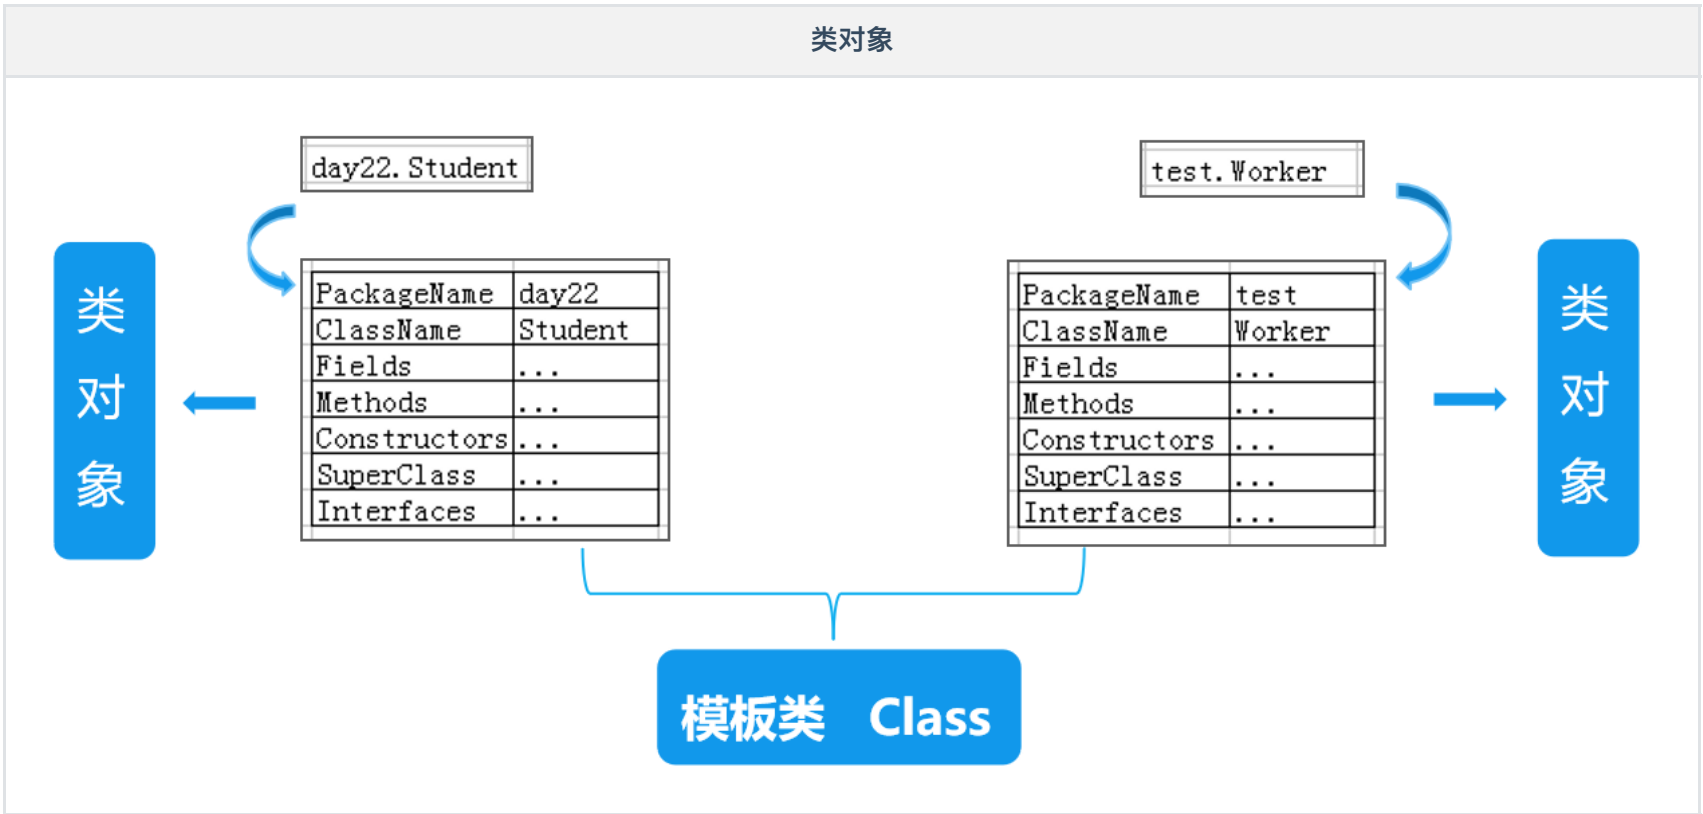 类对象
day22.Student
test.Worker
类
对
象
PackageName day22
ClassName Student
Fields ...
Methods ...
Constructors ...
SuperClass ...
Interfaces ...
PackageName test
ClassName Worker
Fields ...
Methods ...
Constructors ...
SuperClass ...
Interfaces ...
类
对
象
模板类 Class